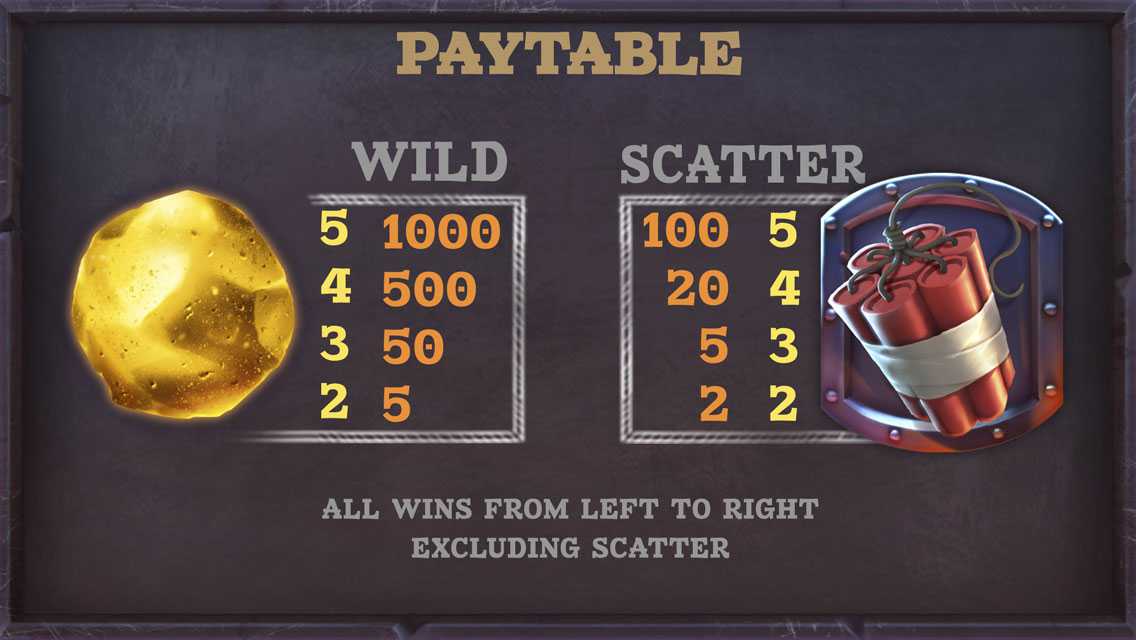 PAYTABLE
WILD
5 1000
4 500
3 50
2 5
SCATTER
100 5
20 4
5 3
2 2
ALL WINS FROM LEFT TO RIGHT
EXCLUDING SCATTER